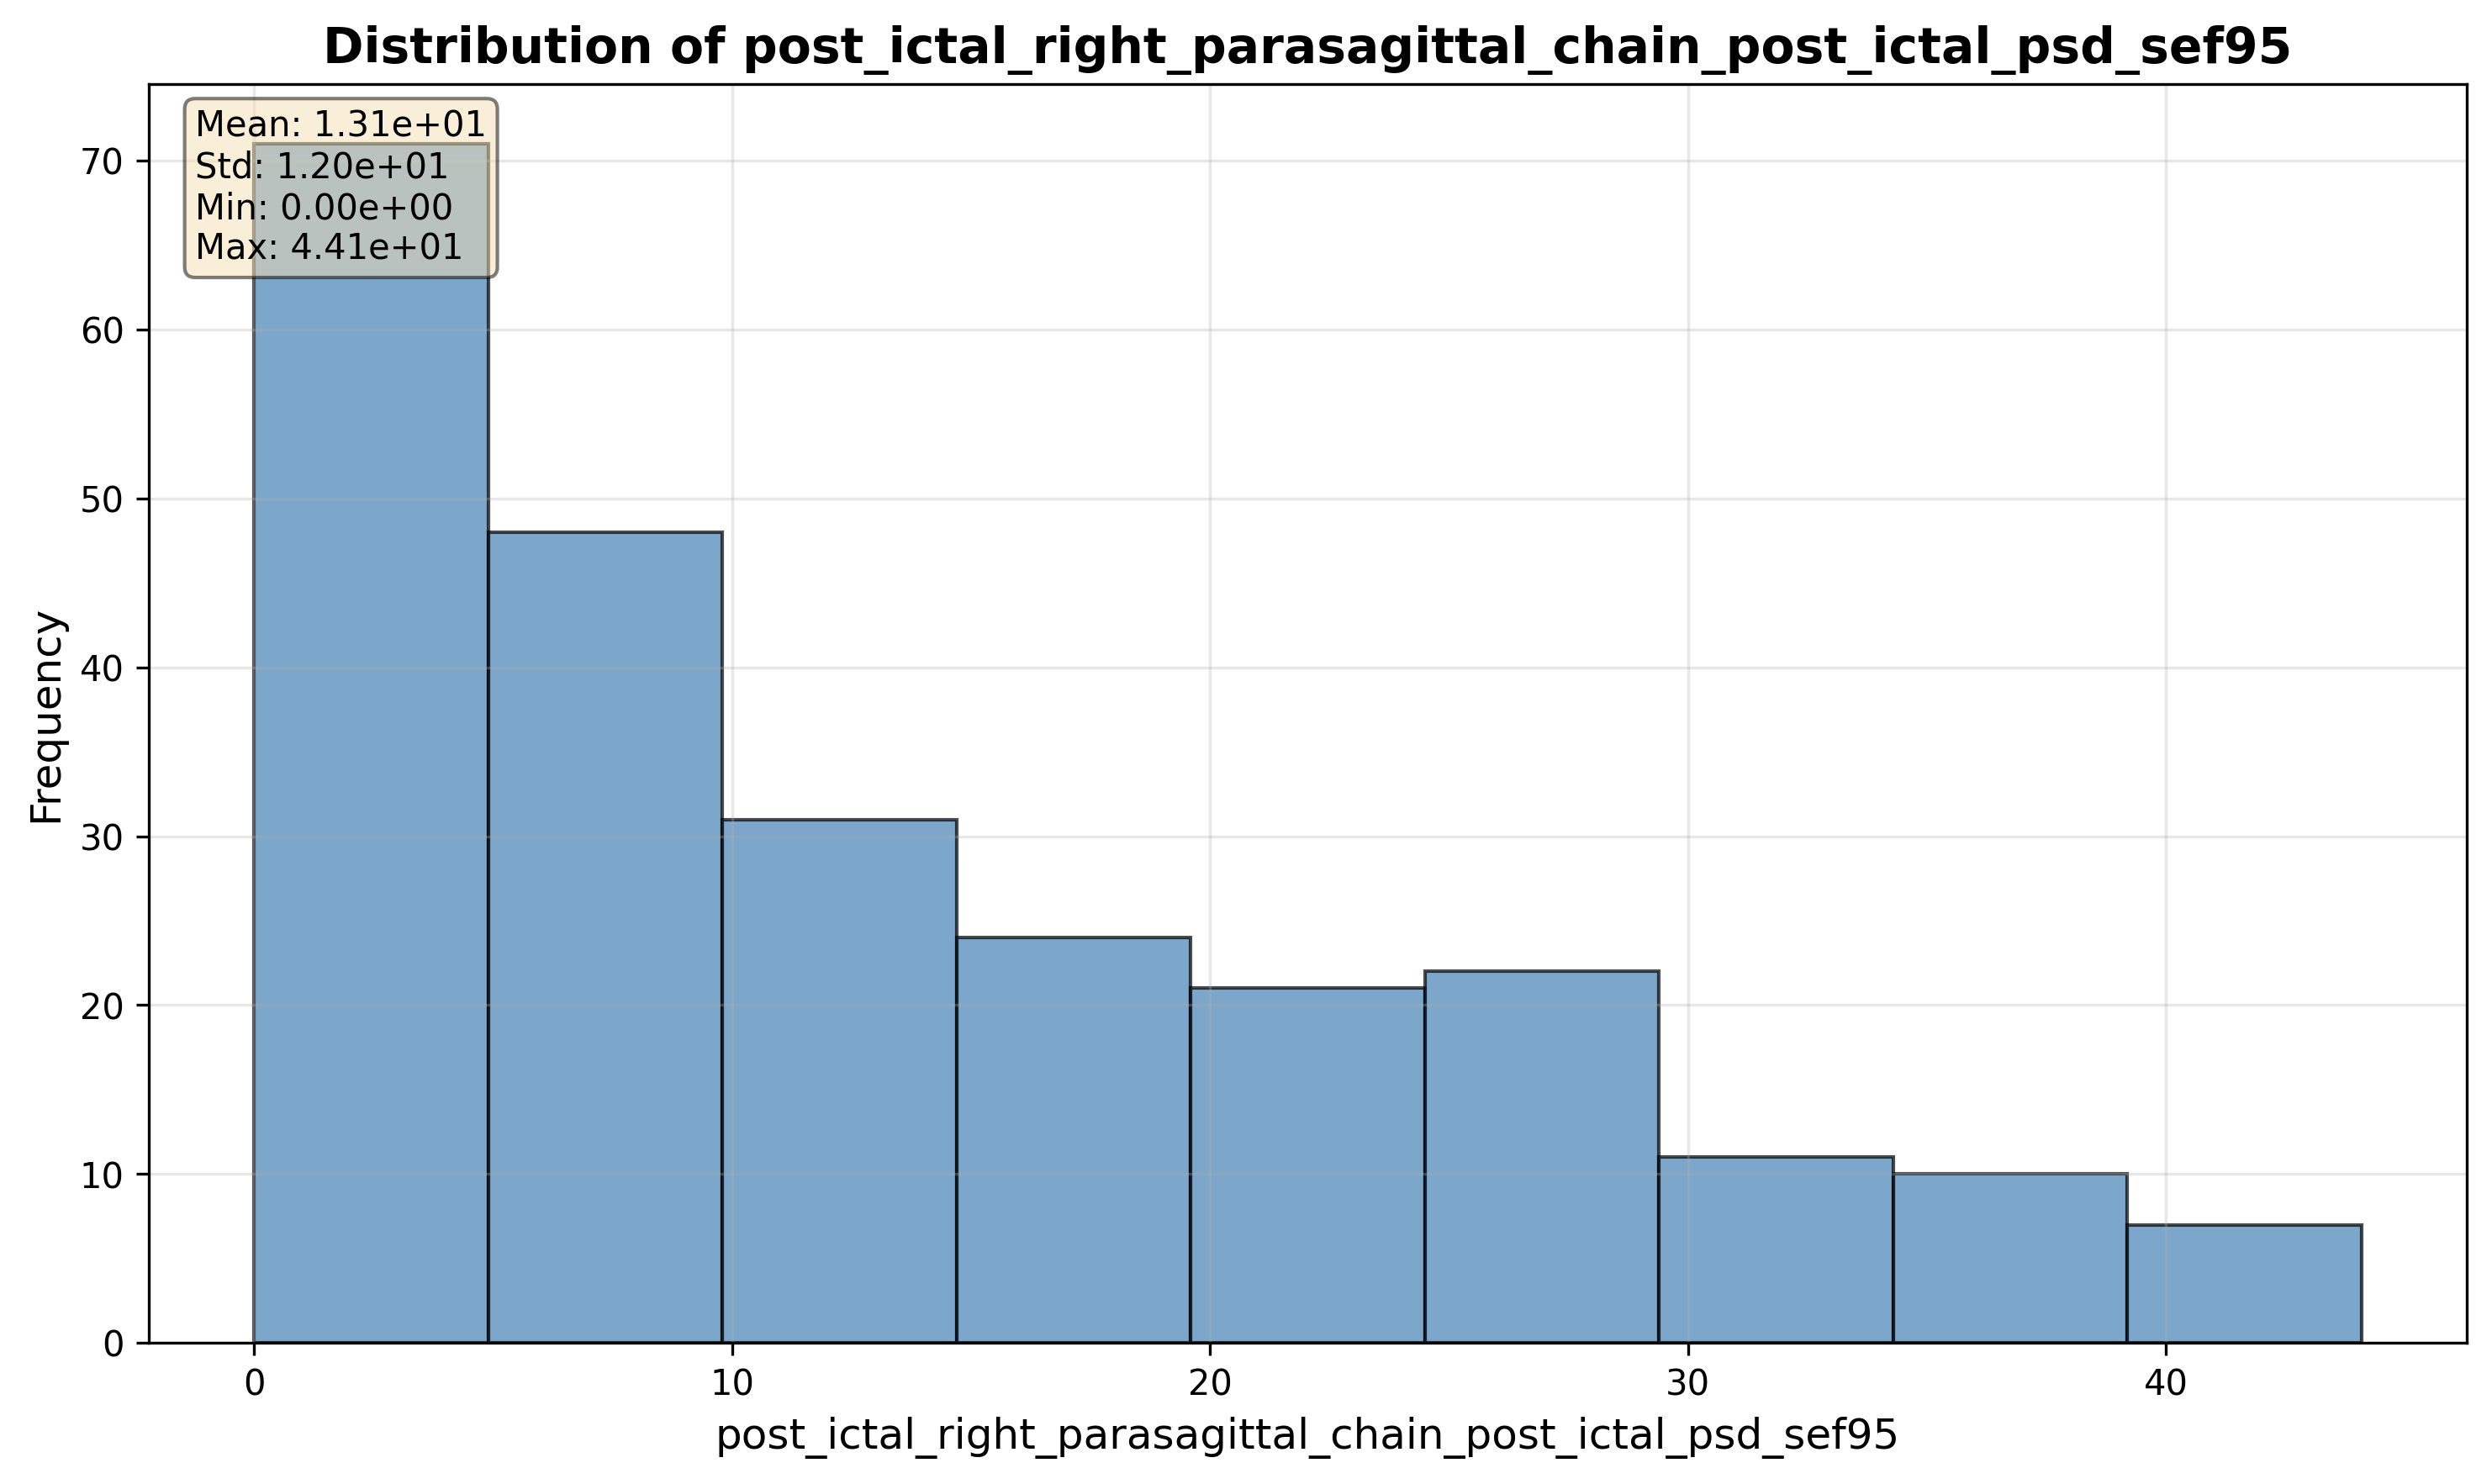 Distribution of post_ictal_right_parasagittal_chain_post_ictal_psd_sef95
Mean: 1.31e+01
Std: 1.20e+01
Min: 0.00e+00
Max: 4.41e+01
70
60
50
40
30
20
10
0
Frequency
0 10 20 30 40
post_ictal_right_parasagittal_chain_post_ictal_psd_sef95